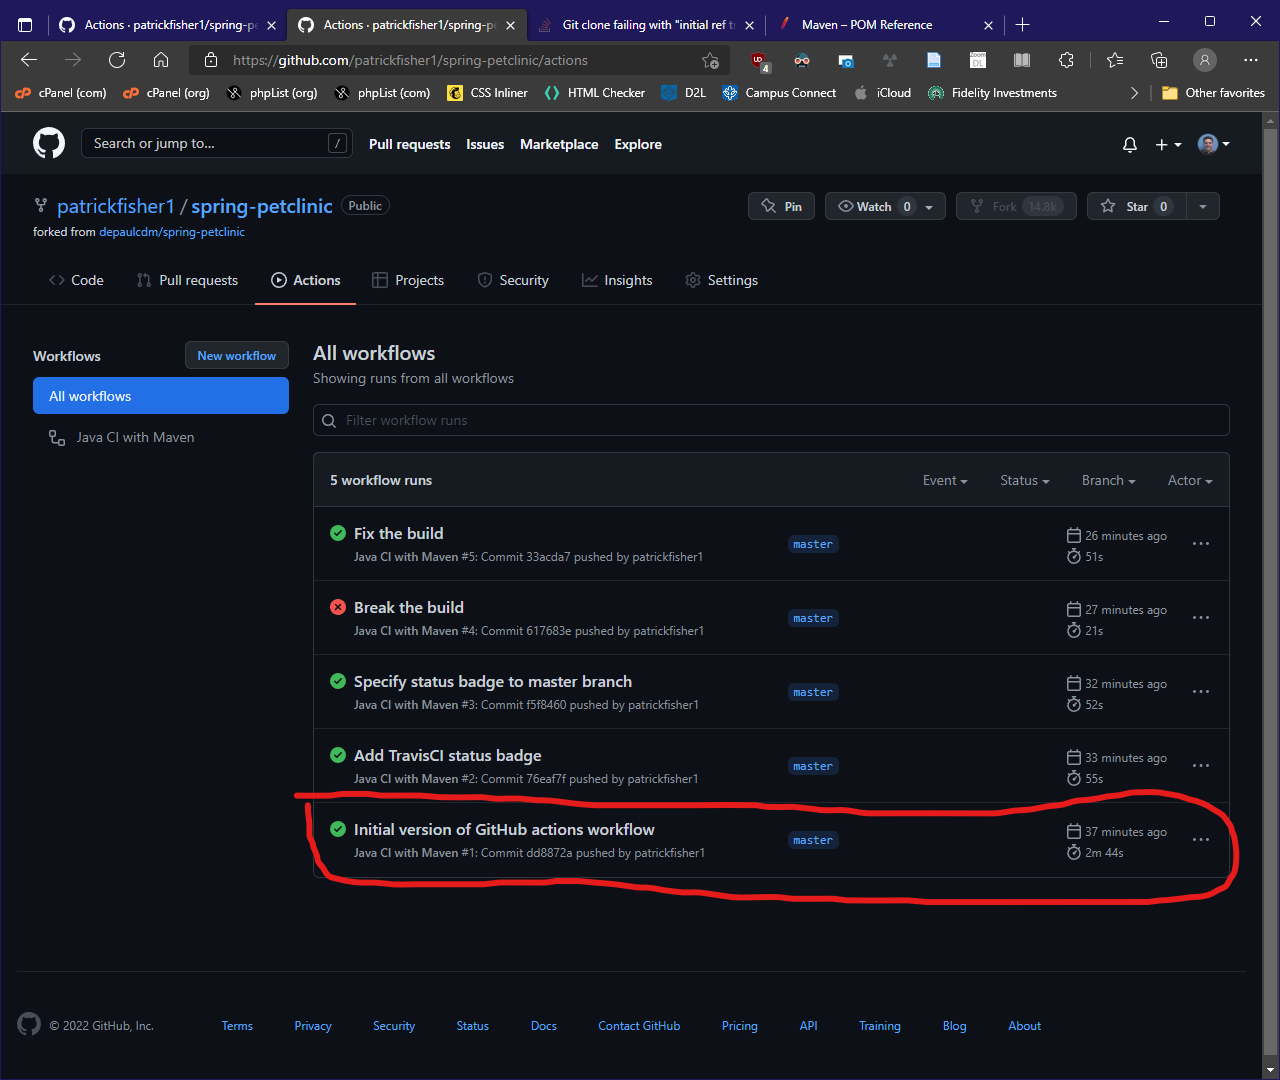 Actions · patrickfisher1/spring-pe
Actions · patrickfisher1/spring-pe
Git clone failing with "initial ref tr
Maven – POM Reference
https://github.com/patrickfisher1/spring-petclinic/actions
UD
4
DL
cPanel (com)
cPanel (org)
phpList (org)
phpList (com)
CSS Inliner
HTML Checker
D2L
Campus Connect
iCloud
Fidelity Investments
Other favorites
Search or jump to...
/
Pull requests
Issues
Marketplace
Explore
patrickfisher1 / spring-petclinic
Public
Pin
Watch 0
Fork 14.8k
Star 0
forked from depaulcdm/spring-petclinic
Code
Pull requests
Actions
Projects
Security
Insights
Settings
Workflows
New workflow
All workflows
Java CI with Maven
All workflows
Showing runs from all workflows
Filter workflow runs
5 workflow runs
Event
Status
Branch
Actor
Fix the build
Java CI with Maven #5: Commit 33acda7 pushed by patrickfisher1
master
26 minutes ago
51s
Break the build
Java CI with Maven #4: Commit 617683e pushed by patrickfisher1
master
27 minutes ago
21s
Specify status badge to master branch
Java CI with Maven #3: Commit f5f8460 pushed by patrickfisher1
master
32 minutes ago
52s
Add TravisCI status badge
Java CI with Maven #2: Commit 76eaf7f pushed by patrickfisher1
master
33 minutes ago
55s
Initial version of GitHub actions workflow
Java CI with Maven #1: Commit dd8872a pushed by patrickfisher1
master
37 minutes ago
2m 44s
© 2022 GitHub, Inc.
Terms
Privacy
Security
Status
Docs
Contact GitHub
Pricing
API
Training
Blog
About